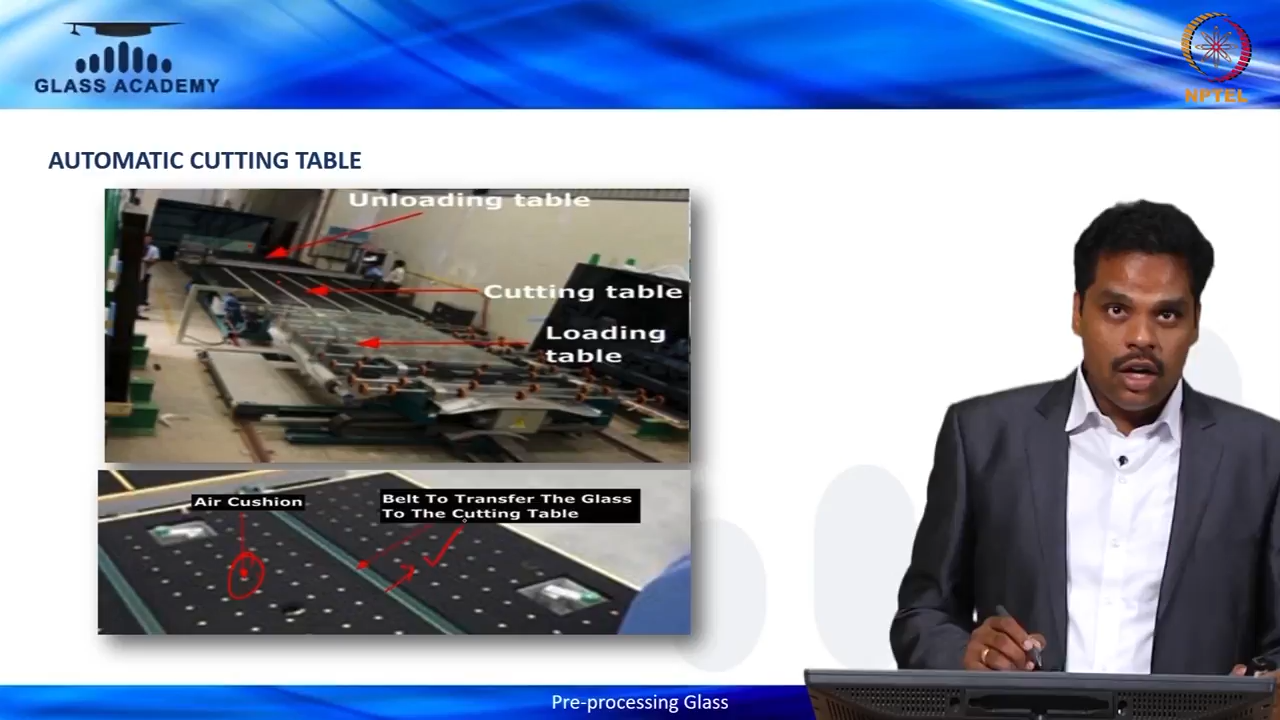 GLASS ACADEMY
NPTEL
AUTOMATIC CUTTING TABLE
Unloading table
Cutting table
Loading
table
Air Cushion
Belt To Transfer The Glass
To The Cutting Table
Pre-processing Glass